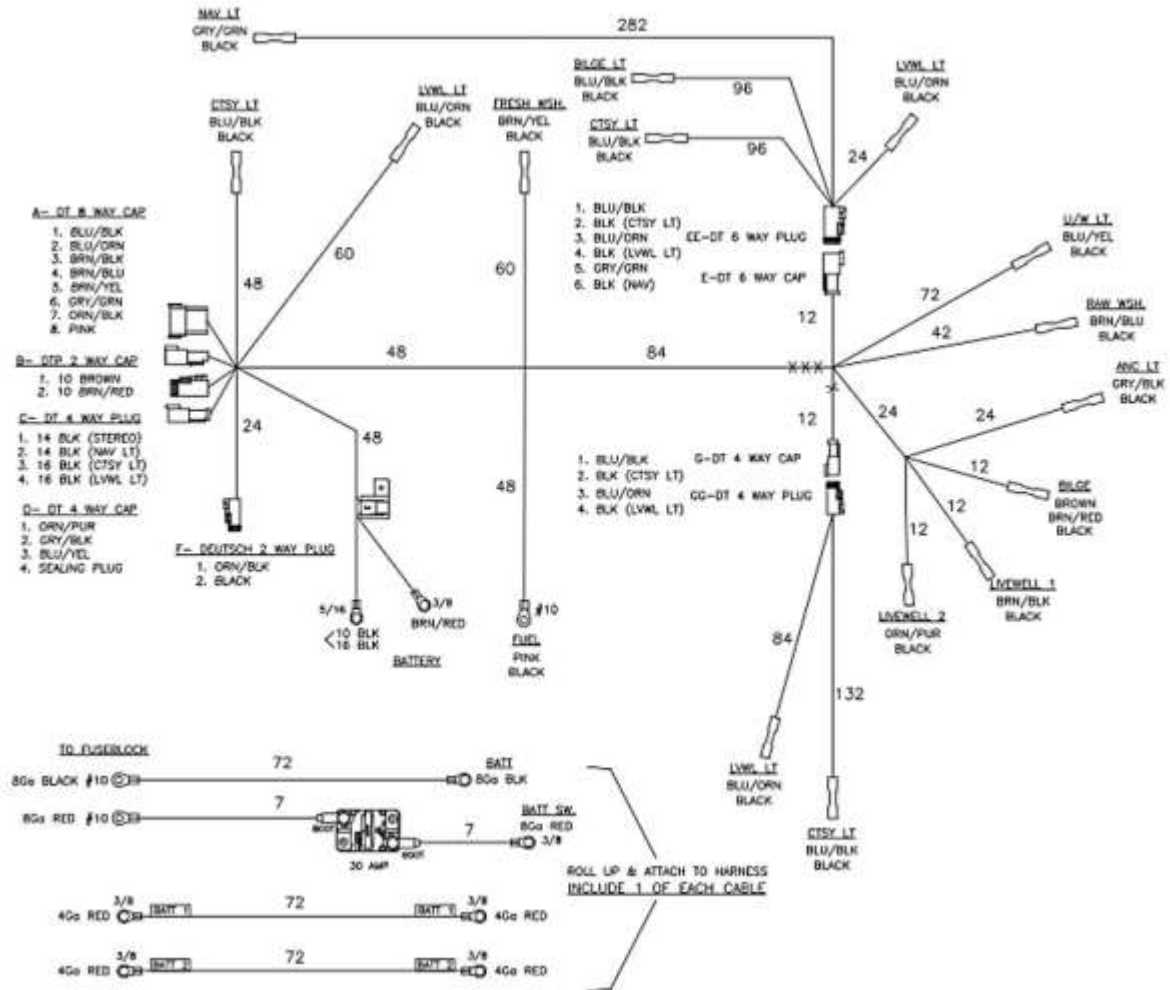 NAV LT
GRY/GRN
BLACK
282
BILGE LT
BLU/BLK
BLACK
96
LVWL LT
BLU/ORN
BLACK
CTSY LT
BLU/BLK
BLACK
LVWL LT
BLU/ORN
BLACK
FRESH WSH.
BRN/YEL
BLACK
CTSY LT
BLU/BLK
BLACK
96
24
A- DT 8 WAY CAP
1. BLU/BLK
2. BLU/ORN
3. BRN/BLK
4. BRN/BLU
5. BRN/YEL
6. GRY/GRN
7. ORN/BLK
8. PINK
48
60
60
1. BLU/BLK
2. BLK (CTSY LT)
3. BLU/ORN
4. BLK (LVWL LT)
5. GRY/GRN
6. BLK (NAV)
EE-DT 6 WAY PLUG
E-DT 6 WAY CAP
12
U/W LT.
BLU/YEL
BLACK
72
RAW WSH.
BRN/BLU
BLACK
42
B- DTP 2 WAY CAP
1. 10 BROWN
2. 10 BRN/RED
48
84
XXX
ANC LT
GRY/BLK
BLACK
C- DT 4 WAY PLUG
1. 14 BLK (STEREO)
2. 14 BLK (NAV LT)
3. 16 BLK (CTSY LT)
4. 16 BLK (LVWL LT)
24
48
12
24
24
D- DT 4 WAY CAP
1. ORN/PUR
2. GRY/BLK
3. BLU/YEL
4. SEALING PLUG
F- DEUTSCH 2 WAY PLUG
1. ORN/BLK
2. BLACK
48
1. BLU/BLK
2. BLK (CTSY LT)
3. BLU/ORN
4. BLK (LVWL LT)
G-DT 4 WAY CAP
GG-DT 4 WAY PLUG
12
12
12
BILGE
BROWN
BRN/RED
BLACK
LIVEWELL 1
BRN/BLK
BLACK
LIVEWELL 2
ORN/PUR
BLACK
5/16
<10 BLK
16 BLK
3/8
BRN/RED
BATTERY
#10
FUEL
PINK
BLACK
84
132
LVWL LT
BLU/ORN
BLACK
CTSY LT
BLU/BLK
BLACK
TO FUSEBLOCK
8Ga BLACK #10
72
BATT
8Ga BLK
8Ga RED #10
7
BOOT
30 AMP
BOOT
7
BATT SW.
8Ga RED
3/8
ROLL UP & ATTACH TO HARNESS
INCLUDE 1 OF EACH CABLE
4Ga RED
3/8
BATT 1
72
BATT 1
3/8
4Ga RED
4Ga RED
3/8
BATT 2
72
BATT 2
3/8
4Ga RED